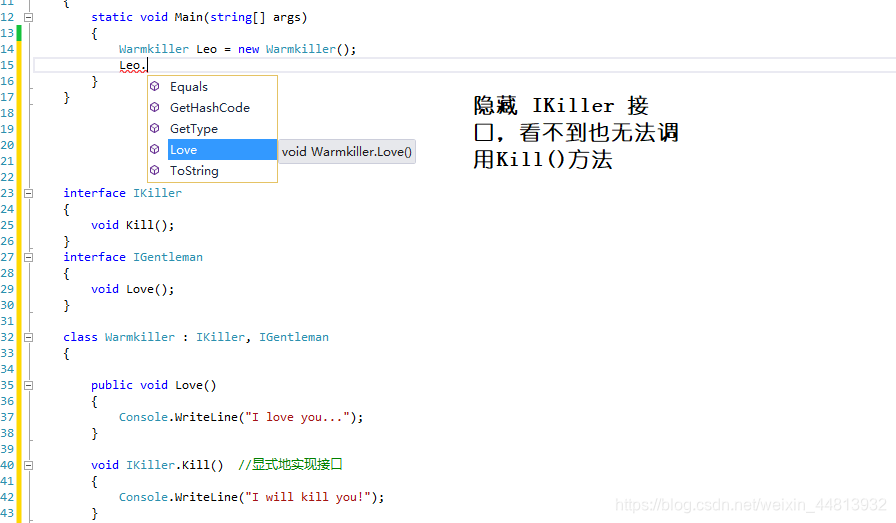 11 {
12 static void Main(string[] args)
13 {
14 Warmkiller Leo = new Warmkiller();
15 Leo.
16 }
17 }
18
19
20
21
22
Equals
GetHashCode
GetType
Love
ToString
void Warmkiller.Love()
隐藏 IKiller 接
口，看不到也无法调
用Kill()方法
23 interface IKiller
24 {
25 void Kill();
26 }
27 interface IGentleman
28 {
29 void Love();
30 }
31
32 class Warmkiller : IKiller, IGentleman
33 {
34
35 public void Love()
36 {
37 Console.WriteLine("I love you...");
38 }
39
40 void IKiller.Kill() //显式地实现接口
41 {
42 Console.WriteLine("I will kill you!");
43 }
https://blog.csdn.net/weixin_44813932